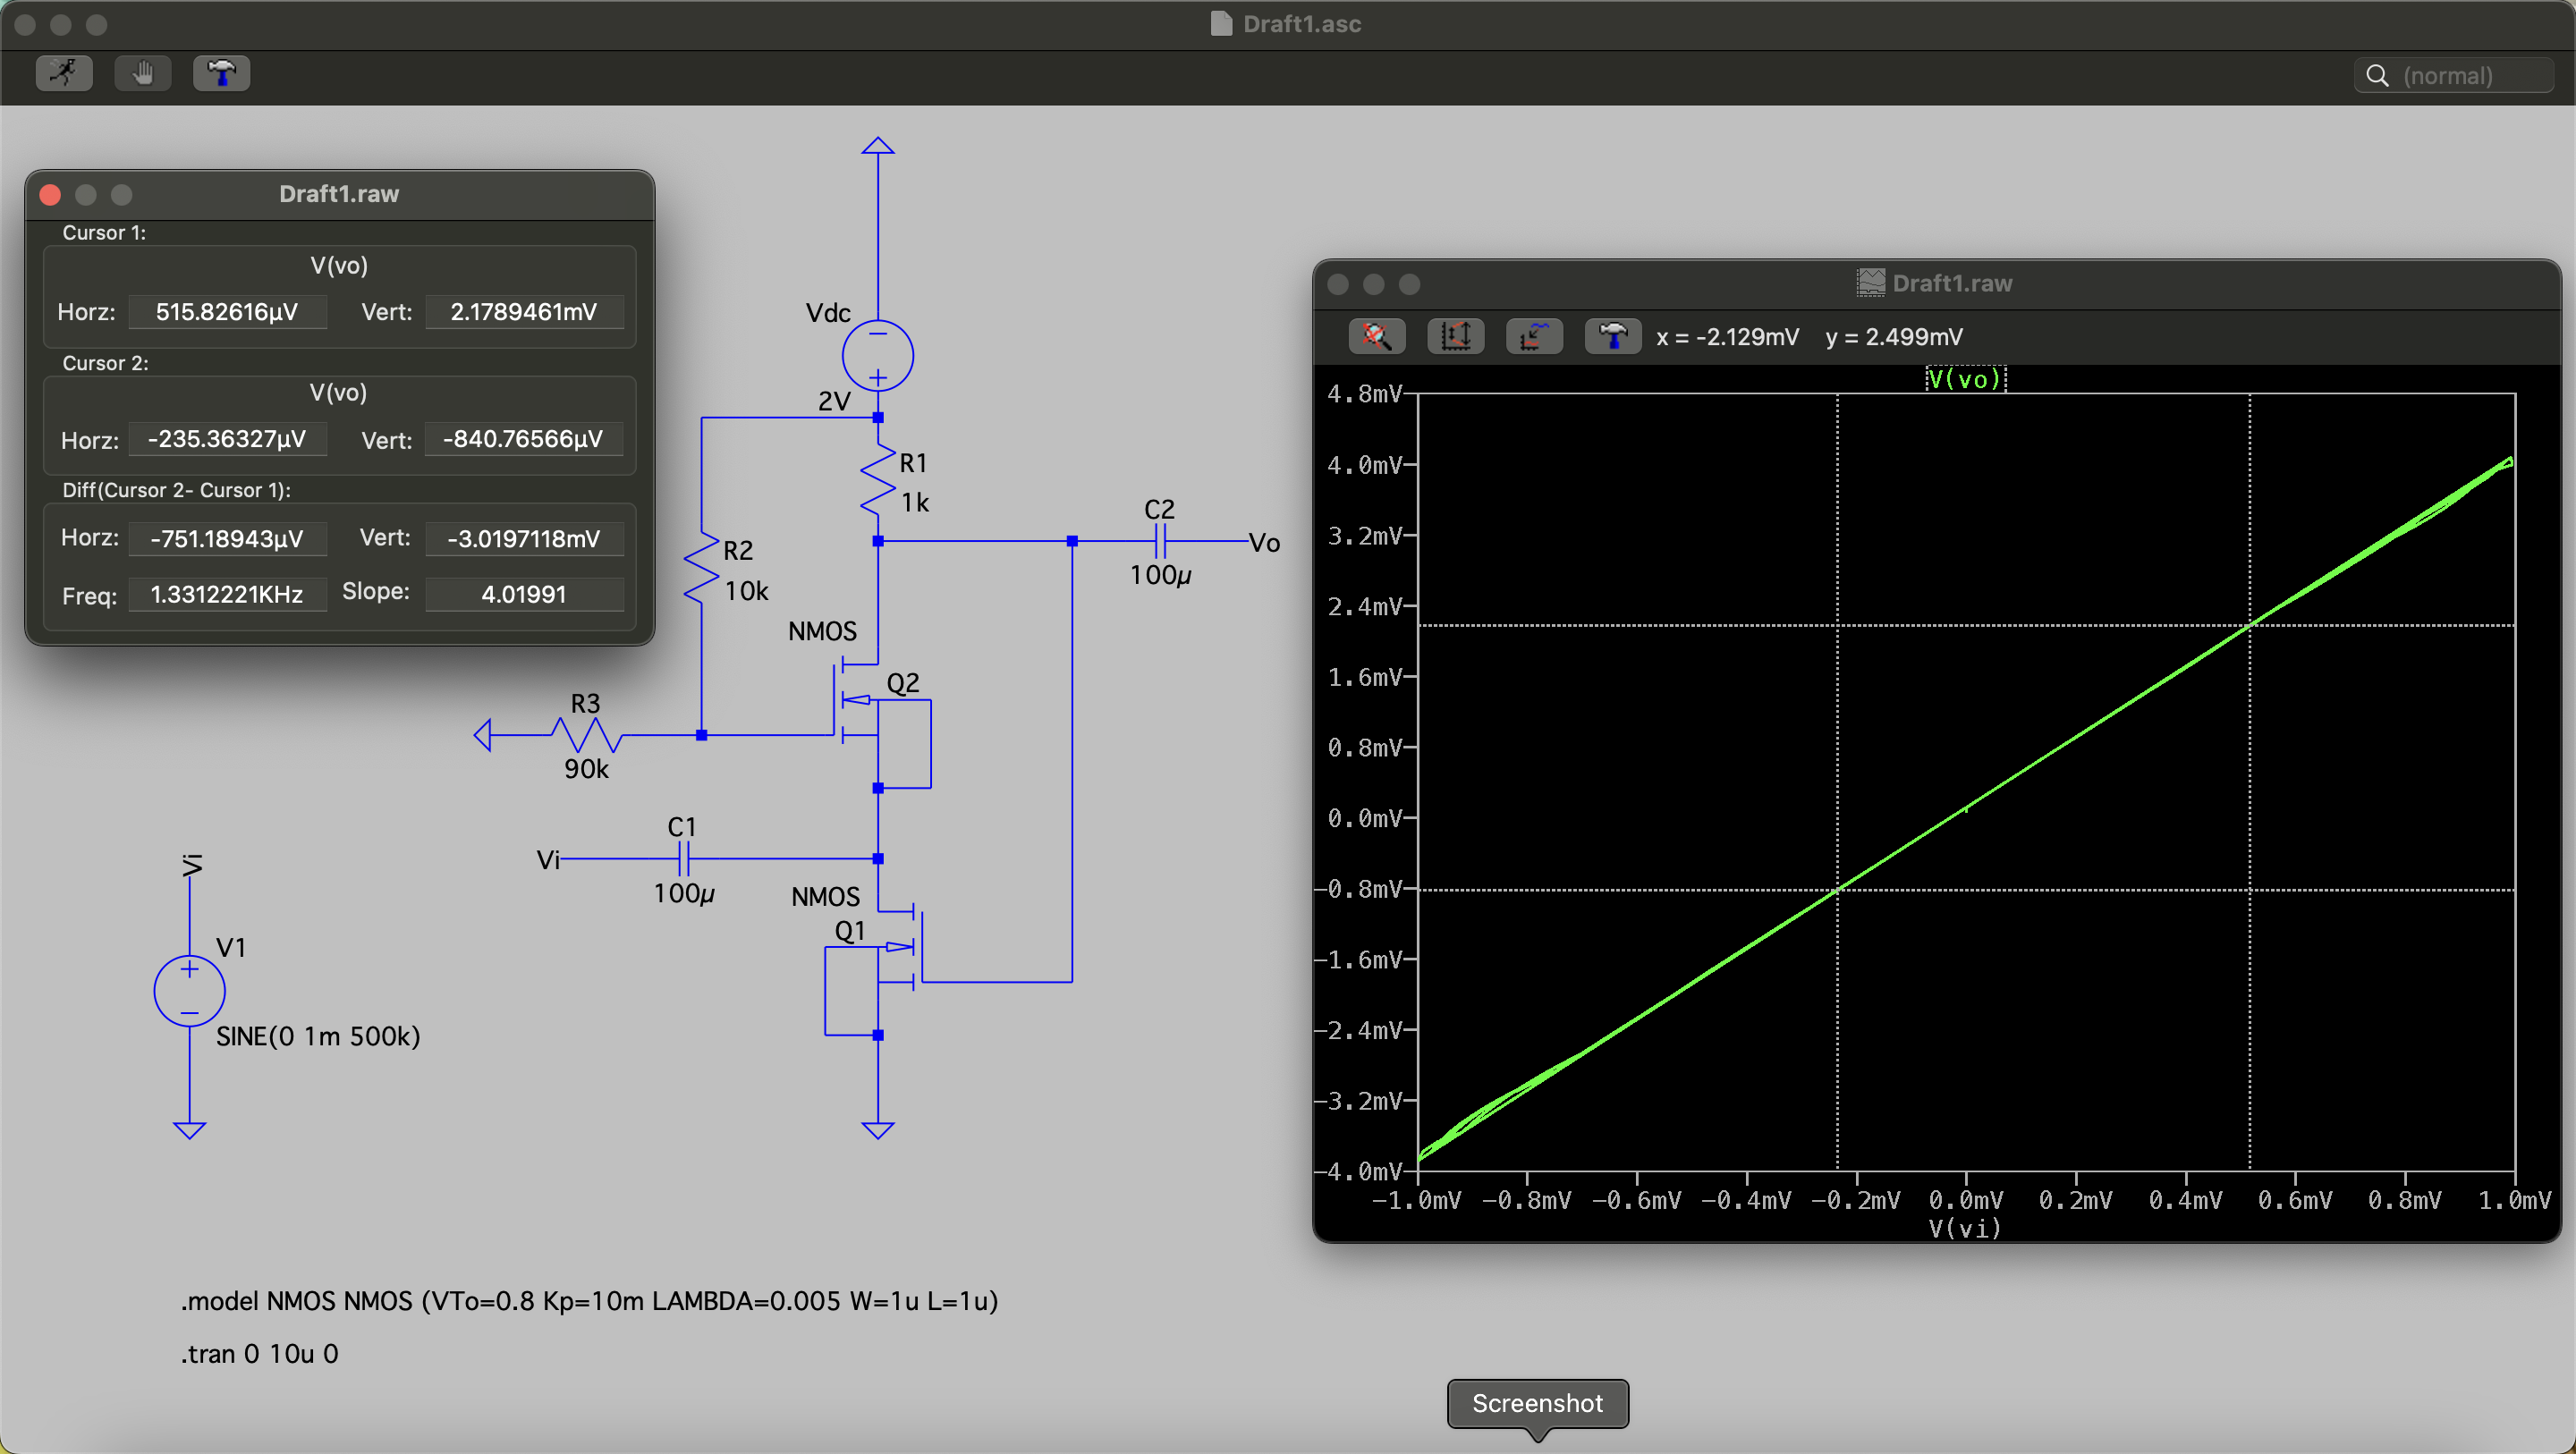 Draft1.asc
(normal)
Draft1.raw
Cursor 1:
V(vo)
Horz: 515.82616µV Vert: 2.1789461mV
Cursor 2:
V(vo)
Horz: -235.36327µV Vert: -840.76566µV
Diff(Cursor 2- Cursor 1):
Horz: -751.18943µV Vert: -3.0197118mV
Freq: 1.3312221KHz Slope: 4.01991
Vdc
2V
R1
1k
R2
10k
C2
100µ
Vo
NMOS
Q2
R3
90k
C1
Vi
100µ
NMOS
Q1
Vi
V1
SINE(0 1m 500k)
.model NMOS NMOS (VTo=0.8 Kp=10m LAMBDA=0.005 W=1u L=1u)
.tran 0 10u 0
Draft1.raw
x = -2.129mV y = 2.499mV
V(vo)
4.8mV
4.0mV
3.2mV
2.4mV
1.6mV
0.8mV
0.0mV
-0.8mV
-1.6mV
-2.4mV
-3.2mV
-4.0mV
-1.0mV -0.8mV -0.6mV -0.4mV -0.2mV 0.0mV 0.2mV 0.4mV 0.6mV 0.8mV 1.0mV
V(vi)
Screenshot